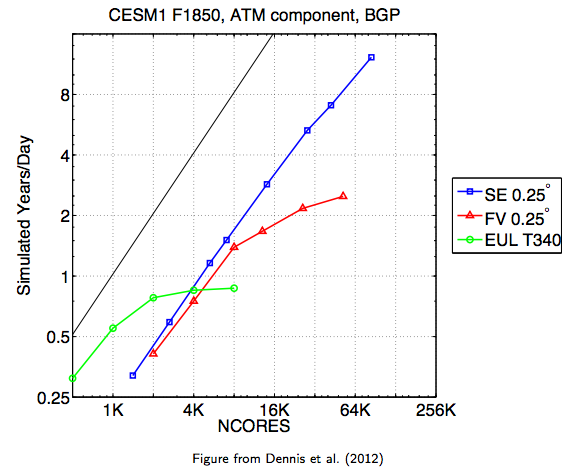 CESM1 F1850, ATM component, BGP
Simulated Years/Day
8
4
2
1
0.5
0.25
1K 4K 16K 64K 256K
NCORES
SE 0.25°
FV 0.25°
EUL T340
Figure from Dennis et al. (2012)